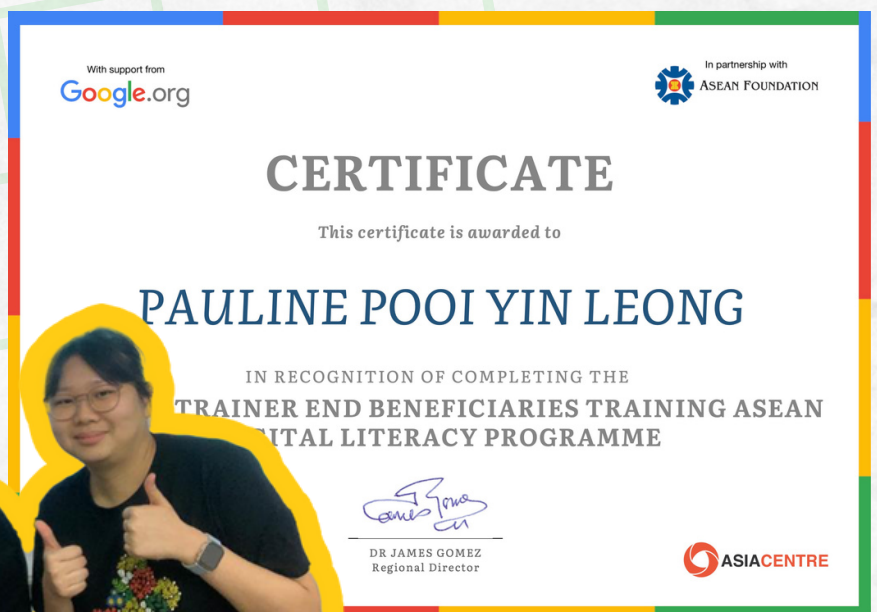 With support from
Google.org
In partnership with
ASEAN FOUNDATION
CERTIFICATE
This certificate is awarded to
PAULINE POOI YIN LEONG
IN RECOGNITION OF COMPLETING THE
TRAINER END BENEFICIARIES TRAINING ASEAN
ITAL LITERACY PROGRAMME
DR JAMES GOMEZ
Regional Director
ASIACENTRE